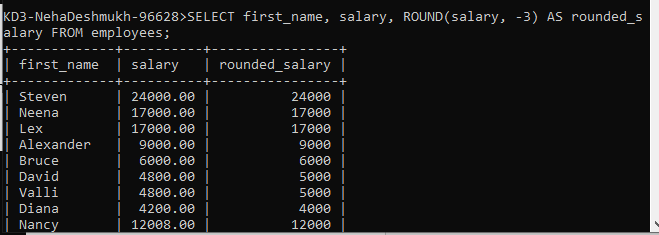 KD3-NehaDeshmukh-96628>SELECT first_name, salary, ROUND(salary, -3) AS rounded_s
alary FROM employees;
+-------------+----------+----------------+
| first_name | salary | rounded_salary |
+-------------+----------+----------------+
| Steven | 24000.00 | 24000 |
| Neena | 17000.00 | 17000 |
| Lex | 17000.00 | 17000 |
| Alexander | 9000.00 | 9000 |
| Bruce | 6000.00 | 6000 |
| David | 4800.00 | 5000 |
| Valli | 4800.00 | 5000 |
| Diana | 4200.00 | 4000 |
| Nancy | 12008.00 | 12000 |